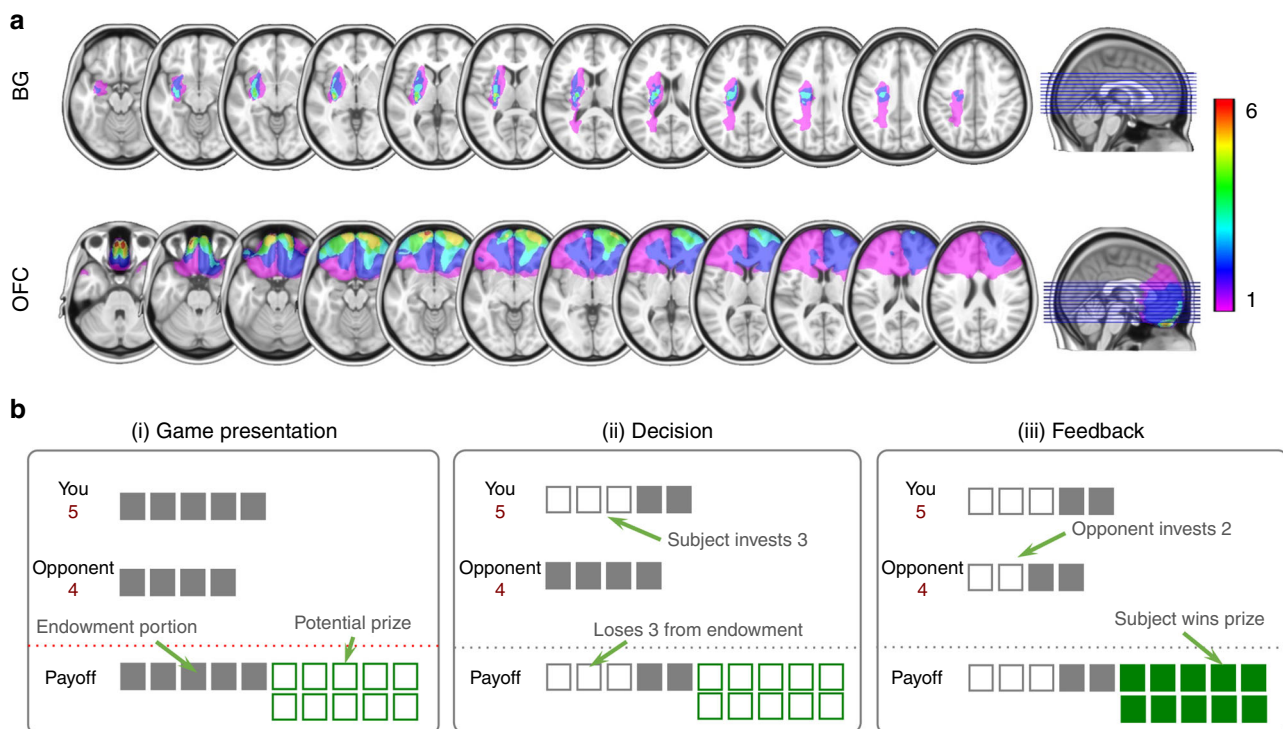 a
BG
OFC
6
1
b
(i) Game presentation
You
5
Opponent
4
Endowment portion
Potential prize
Payoff
(ii) Decision
You
5
Subject invests 3
Opponent
4
Loses 3 from endowment
Payoff
(iii) Feedback
You
5
Opponent invests 2
Opponent
4
Subject wins prize
Payoff